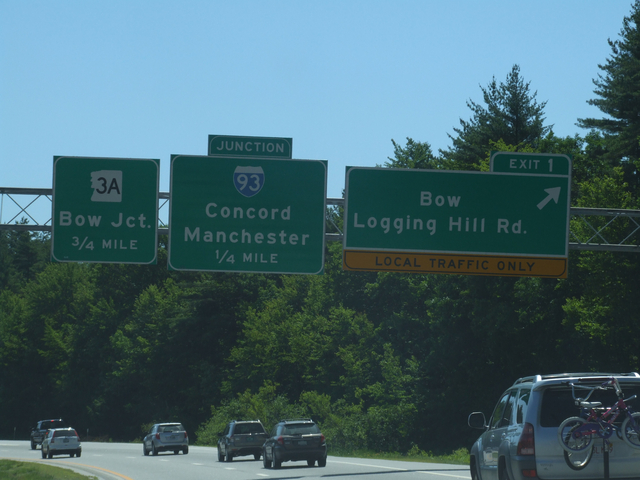 3A
Bow Jct.
3/4 MILE
JUNCTION
93
Concord
Manchester
1/4 MILE
EXIT 1
Bow
Logging Hill Rd.
LOCAL TRAFFIC ONLY